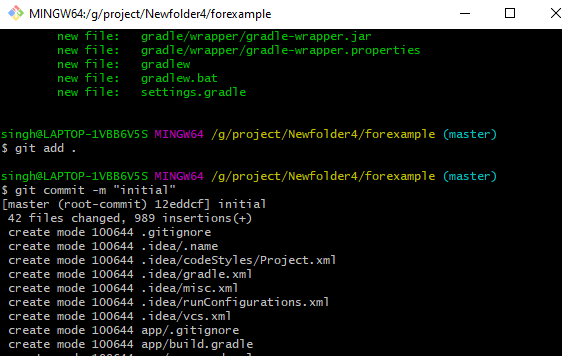 MINGW64:/g/project/Newfolder4/forexample
new file: gradle/wrapper/gradle-wrapper.jar
new file: gradle/wrapper/gradle-wrapper.properties
new file: gradlew
new file: gradlew.bat
new file: settings.gradle
singh@LAPTOP-1VBB6V5S MINGW64 /g/project/Newfolder4/forexample (master)
$ git add .
singh@LAPTOP-1VBB6V5S MINGW64 /g/project/Newfolder4/forexample (master)
$ git commit -m "initial"
[master (root-commit) 12eddcf] initial
42 files changed, 989 insertions(+)
create mode 100644 .gitignore
create mode 100644 .idea/.name
create mode 100644 .idea/codeStyles/Project.xml
create mode 100644 .idea/gradle.xml
create mode 100644 .idea/misc.xml
create mode 100644 .idea/runConfigurations.xml
create mode 100644 .idea/vcs.xml
create mode 100644 app/.gitignore
create mode 100644 app/build.gradle